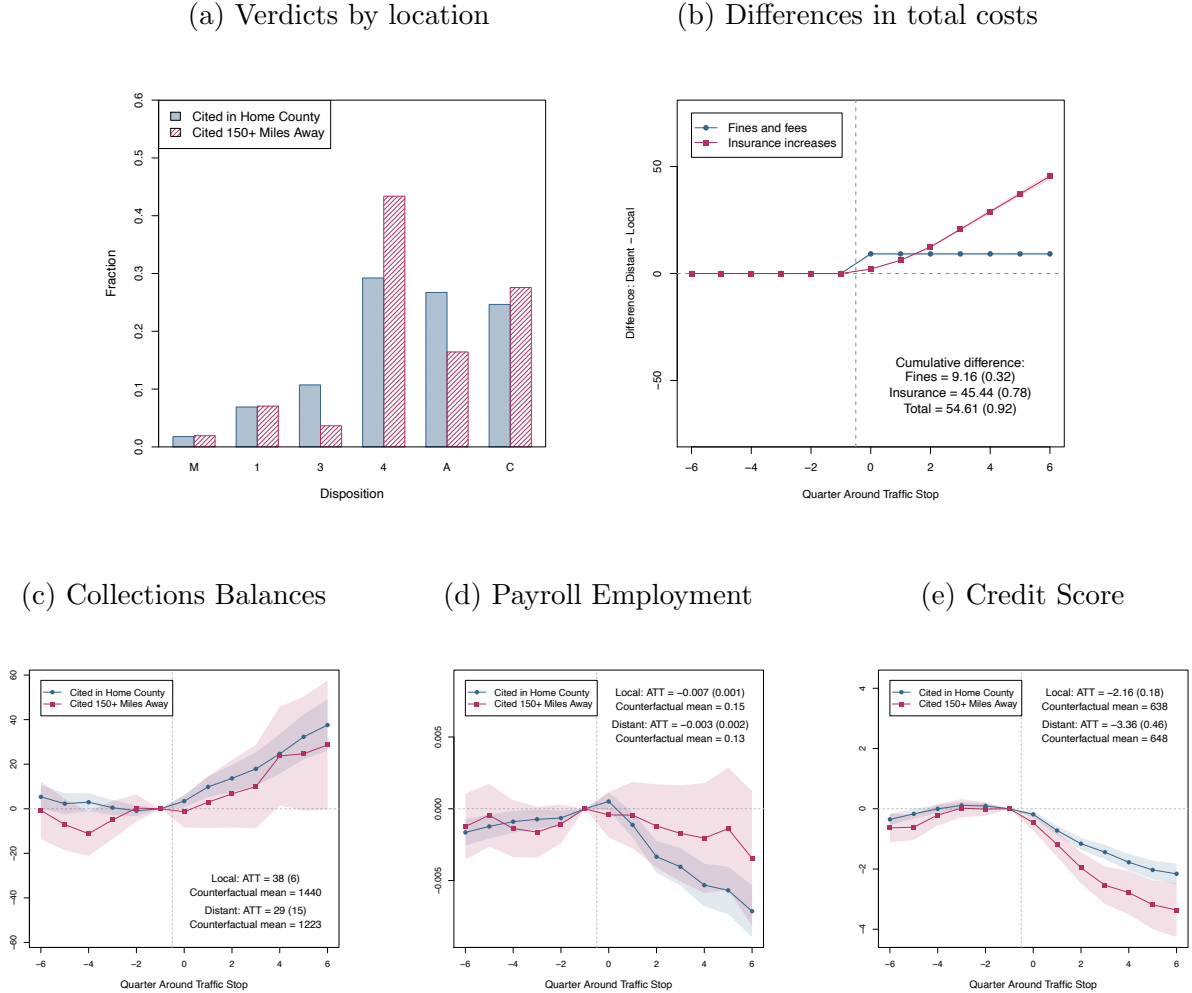 (a) Verdicts by location
Cited in Home County
Cited 150+ Miles Away
Fraction
0.0
0.1
0.2
0.3
0.4
0.5
0.6
M
1
3
4
A
C
Disposition
(b) Differences in total costs
Fines and fees
Insurance increases
Difference: Distant − Local
50
0
−50
Cumulative difference:
Fines = 9.16 (0.32)
Insurance = 45.44 (0.78)
Total = 54.61 (0.92)
−6
−4
−2
0
2
4
6
Quarter Around Traffic Stop
(c) Collections Balances
Cited in Home County
Cited 150+ Miles Away
60
40
20
0
−20
−40
−60
Local: ATT = 38 (6)
Counterfactual mean = 1440
Distant: ATT = 29 (15)
Counterfactual mean = 1223
−6
−4
−2
0
2
4
6
Quarter Around Traffic Stop
(d) Payroll Employment
Cited in Home County
Cited 150+ Miles Away
Local: ATT = −0.007 (0.001)
Counterfactual mean = 0.15
Distant: ATT = −0.003 (0.002)
Counterfactual mean = 0.13
0.005
0.000
−0.005
−6
−4
−2
0
2
4
6
Quarter Around Traffic Stop
(e) Credit Score
Cited in Home County
Cited 150+ Miles Away
Local: ATT = −2.16 (0.18)
Counterfactual mean = 638
Distant: ATT = −3.36 (0.46)
Counterfactual mean = 648
4
2
0
−2
−4
−6
−4
−2
0
2
4
6
Quarter Around Traffic Stop